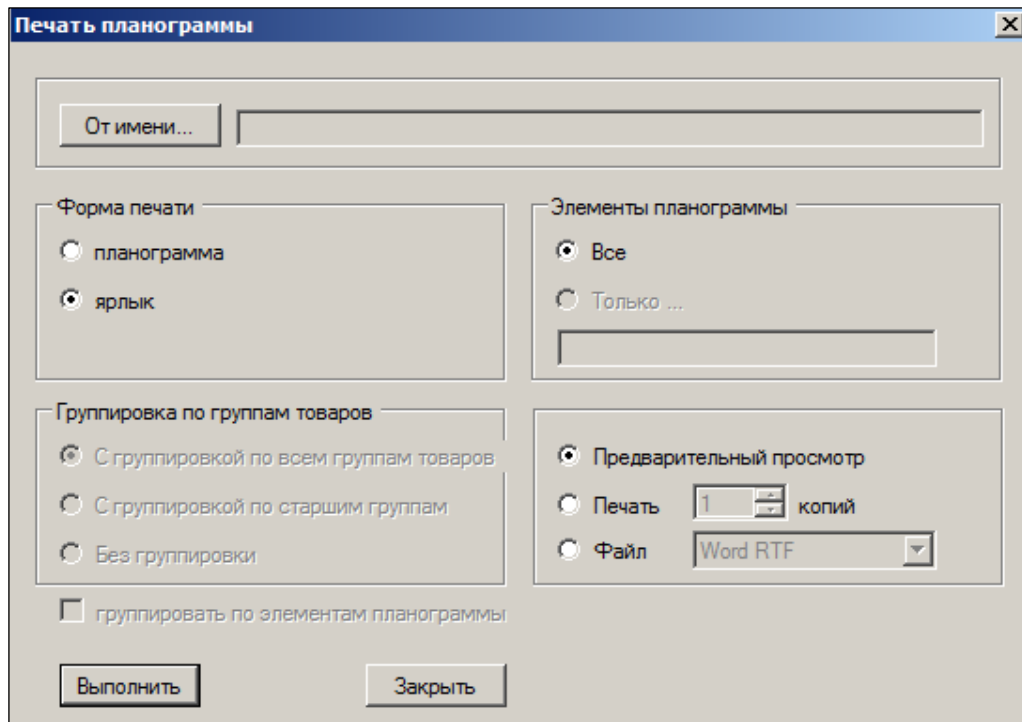 Печать планограммы
От имени...
Форма печати
планограмма
ярлык
Элементы планограммы
Все
Только ...
Группировка по группам товаров
С группировкой по всем группам товаров
С группировкой по старшим группам
Без группировки
группировать по элементам планограммы
Предварительный просмотр
Печать 1 копий
Файл Word RTF
Выполнить Закрыть